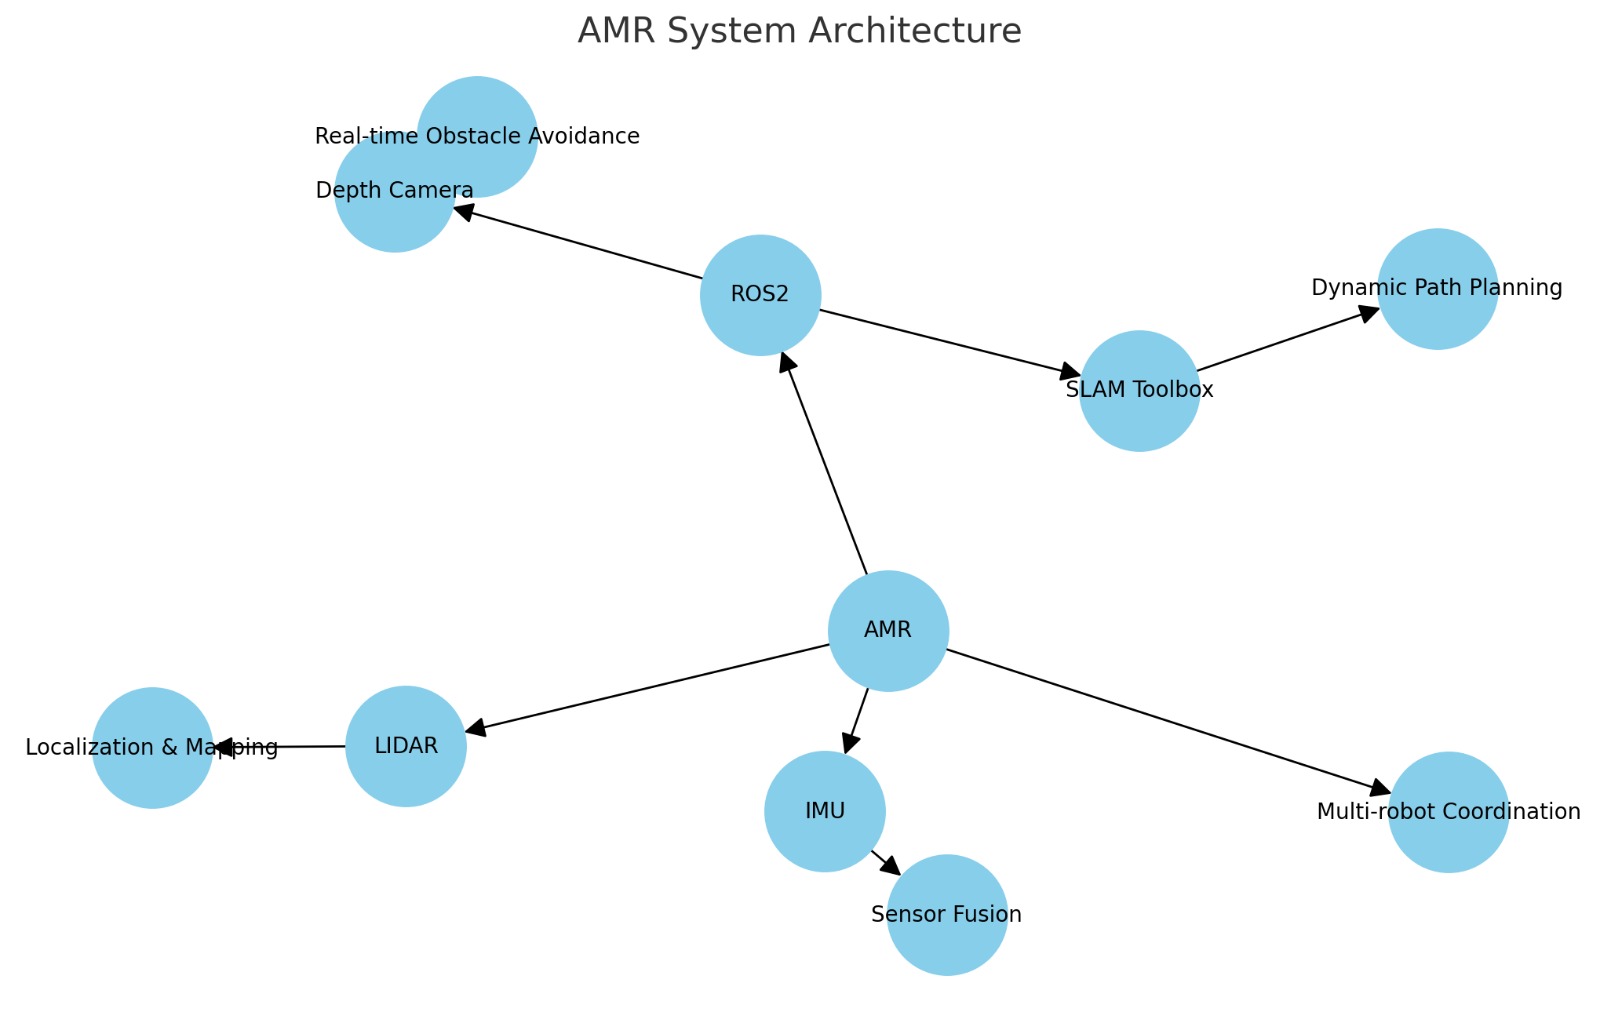 AMR System Architecture
Real-time Obstacle Avoidance
Depth Camera
ROS2
Dynamic Path Planning
SLAM Toolbox
AMR
Localization & Mapping
LIDAR
IMU
Multi-robot Coordination
Sensor Fusion